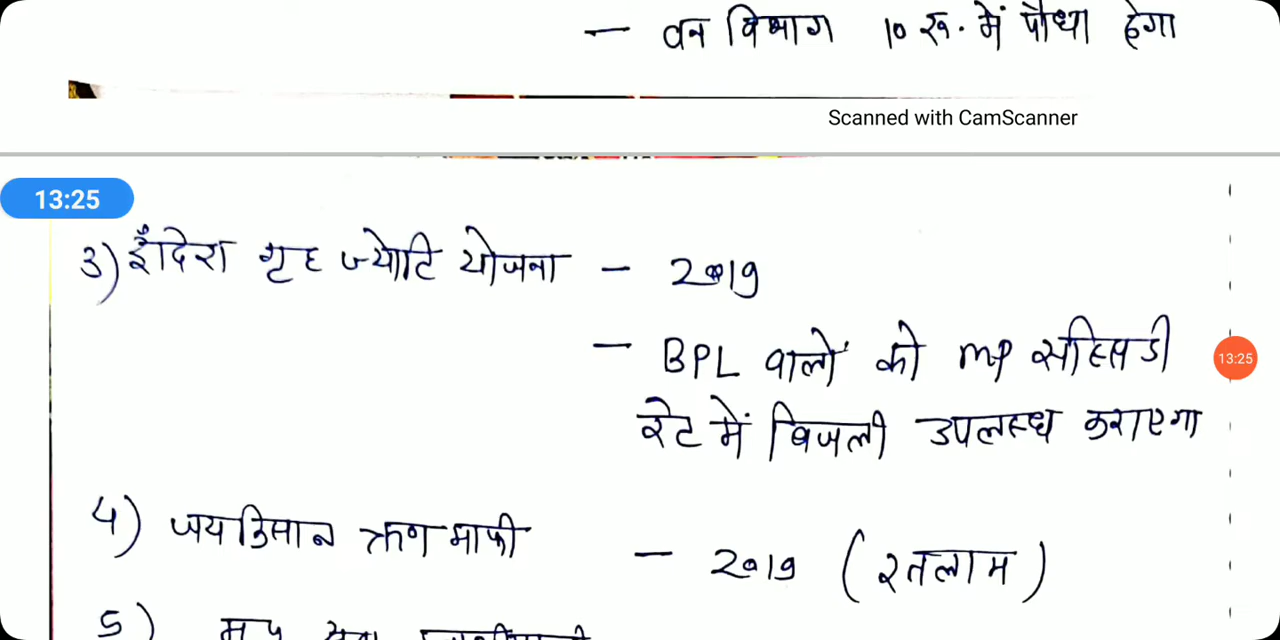 — वन विभाग 10 रु. में पौधा देगा
Scanned with CamScanner
13:25
3) इँदिरा गृह ज्योति योजना — 2019
— BPL वालों को mp सब्सिडी
13:25
रेट में बिजली उपलब्ध कराएगा
4) जय किसान ऋण माफी — 2019 (रतलाम)
5)